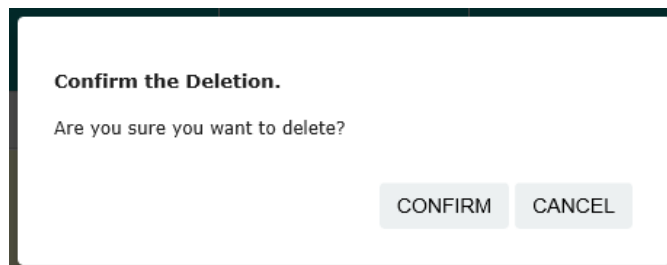 Confirm the Deletion.
Are you sure you want to delete?
CONFIRM CANCEL